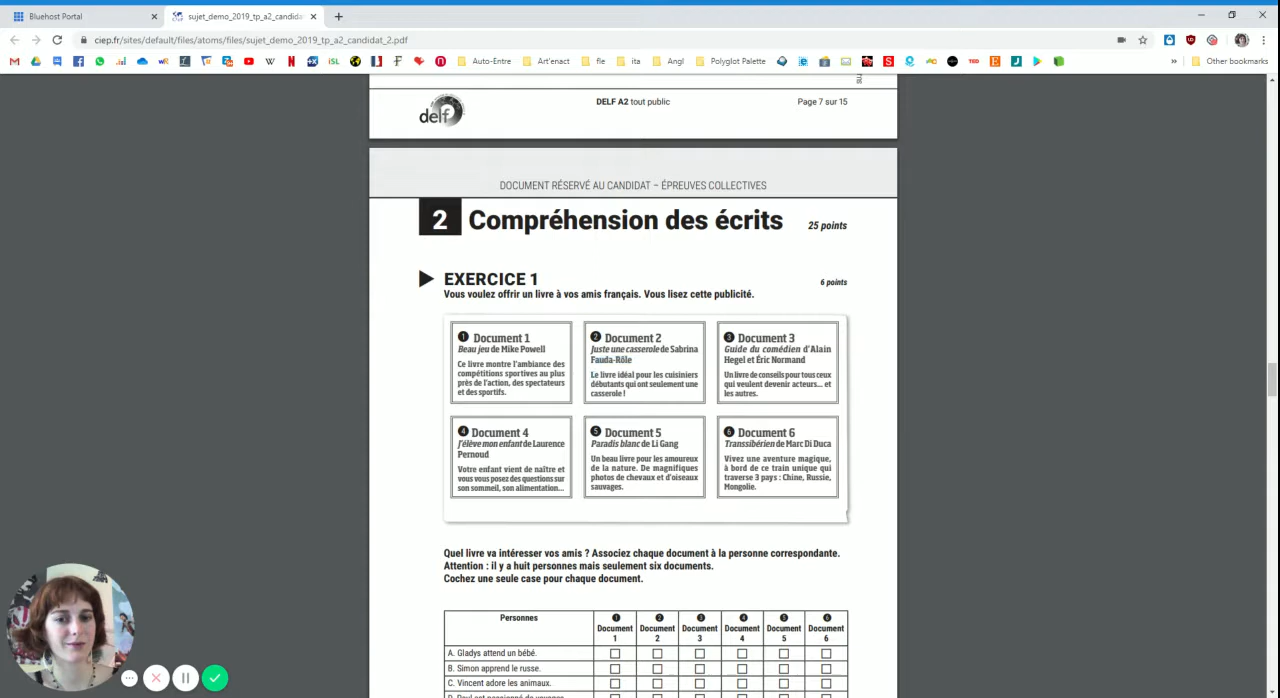 Bluehost Portal
sujet_demo_2019_tp_a2_candidat
ciep.fr/sites/default/files/atoms/files/sujet_demo_2019_tp_a2_candidat_2.pdf
Auto-Entre
Art'enact
fle
ita
Angl
Polyglot Palette
Other bookmarks
delf
DELF A2 tout public
Page 7 sur 15
DOCUMENT RÉSERVÉ AU CANDIDAT – ÉPREUVES COLLECTIVES
2 Compréhension des écrits 25 points
EXERCICE 1
6 points
Vous voulez offrir un livre à vos amis français. Vous lisez cette publicité.
1 Document 1
Beau jeu de Mike Powell
Ce livre montre l'ambiance des
compétitions sportives au plus
près de l'action, des spectateurs
et des sportifs.
2 Document 2
Juste une casserole de Sabrina
Fauda-Rôle
Le livre idéal pour les cuisiniers
débutants qui ont seulement une
casserole !
3 Document 3
Guide du comédien d'Alain
Hegel et Éric Normand
Un livre de conseils pour tous ceux
qui veulent devenir acteurs... et
les autres.
4 Document 4
J'élève mon enfant de Laurence
Pernoud
Votre enfant vient de naître et
vous vous posez des questions sur
son sommeil, son alimentation...
5 Document 5
Paradis blanc de Li Gang
Un beau livre pour les amoureux
de la nature. De magnifiques
photos de chevaux et d'oiseaux
sauvages.
6 Document 6
Transsibérien de Marc Di Duca
Vivez une aventure magique,
à bord de ce train unique qui
traverse 3 pays : Chine, Russie,
Mongolie.
Quel livre va intéresser vos amis ? Associez chaque document à la personne correspondante.
Attention : il y a huit personnes mais seulement six documents.
Cochez une seule case pour chaque document.
Personnes
1 Document 1
2 Document 2
3 Document 3
4 Document 4
5 Document 5
6 Document 6
A. Gladys attend un bébé.
B. Simon apprend le russe.
C. Vincent adore les animaux.